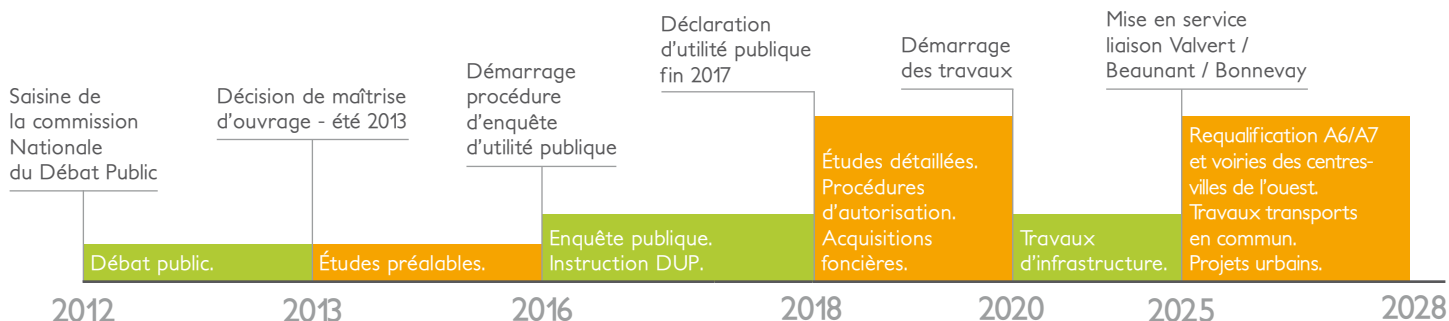 Saisine de
la commission
Nationale
du Débat Public
Décision de maîtrise
d'ouvrage - été 2013
Démarrage
procédure
d'enquête
d'utilité publique
Déclaration
d'utilité publique
fin 2017
Démarrage
des travaux
Mise en service
liaison Valvert /
Beaunant / Bonnevay
Débat public.
Études préalables.
Enquête publique.
Instruction DUP.
Études détaillées.
Procédures
d'autorisation.
Acquisitions
foncières.
Travaux
d'infrastructure.
Requalification A6/A7
et voiries des centres-
villes de l'ouest.
Travaux transports
en commun.
Projets urbains.
2012
2013
2016
2018
2020
2025
2028